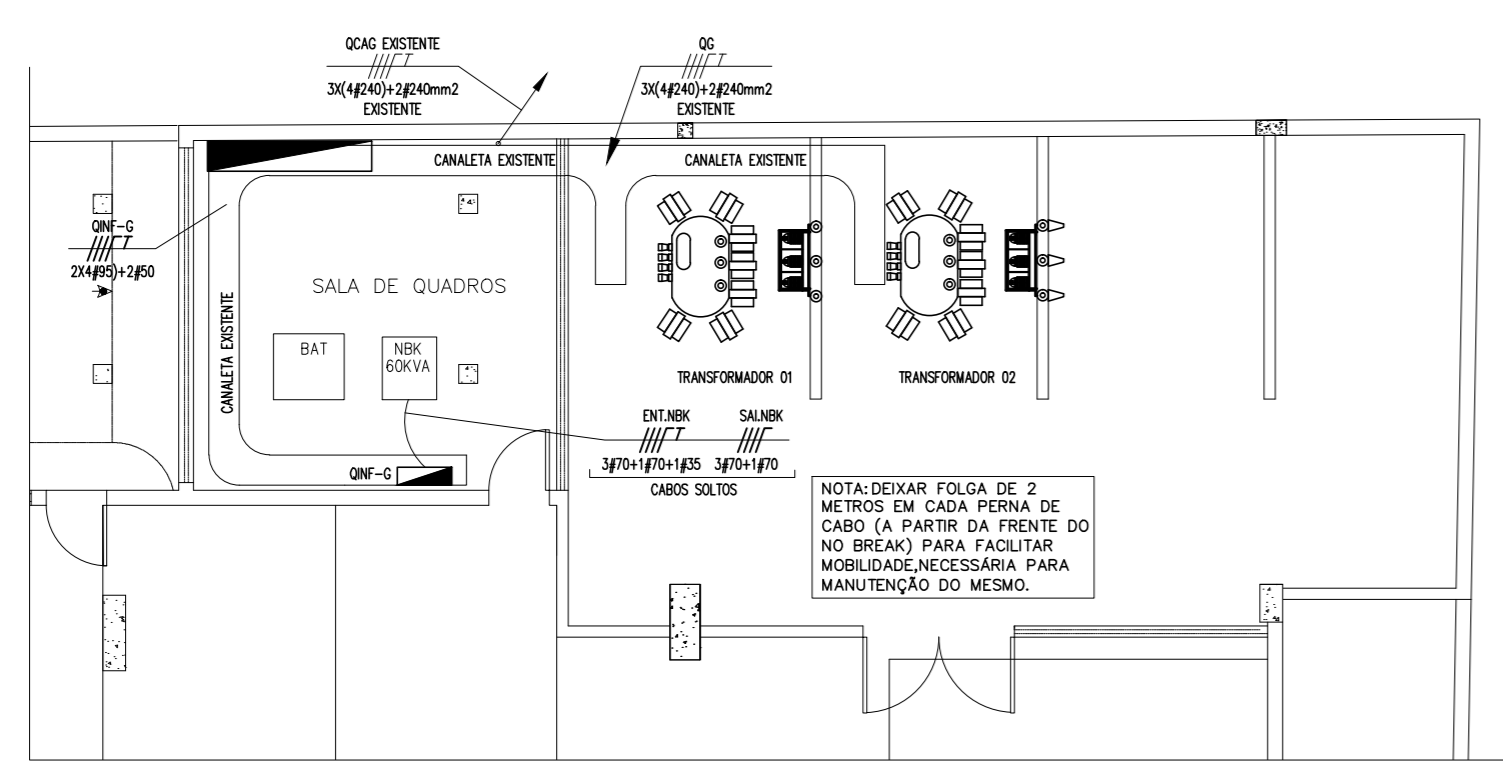 QCAG EXISTENTE
3X(4#240)+2#240mm2
EXISTENTE
QG
3X(4#240)+2#240mm2
EXISTENTE
CANALETA EXISTENTE
CANALETA EXISTENTE
QINF-G
2X4#95)+2#50
SALA DE QUADROS
CANALETA EXISTENTE
BAT
NBK
60KVA
TRANSFORMADOR 01
TRANSFORMADOR 02
ENT.NBK
3#70+1#70+1#35
SAI.NBK
3#70+1#70
CABOS SOLTOS
QINF-G
NOTA:DEIXAR FOLGA DE 2
METROS EM CADA PERNA DE
CABO (A PARTIR DA FRENTE DO
NO BREAK) PARA FACILITAR
MOBILIDADE,NECESSÁRIA PARA
MANUTENÇÃO DO MESMO.